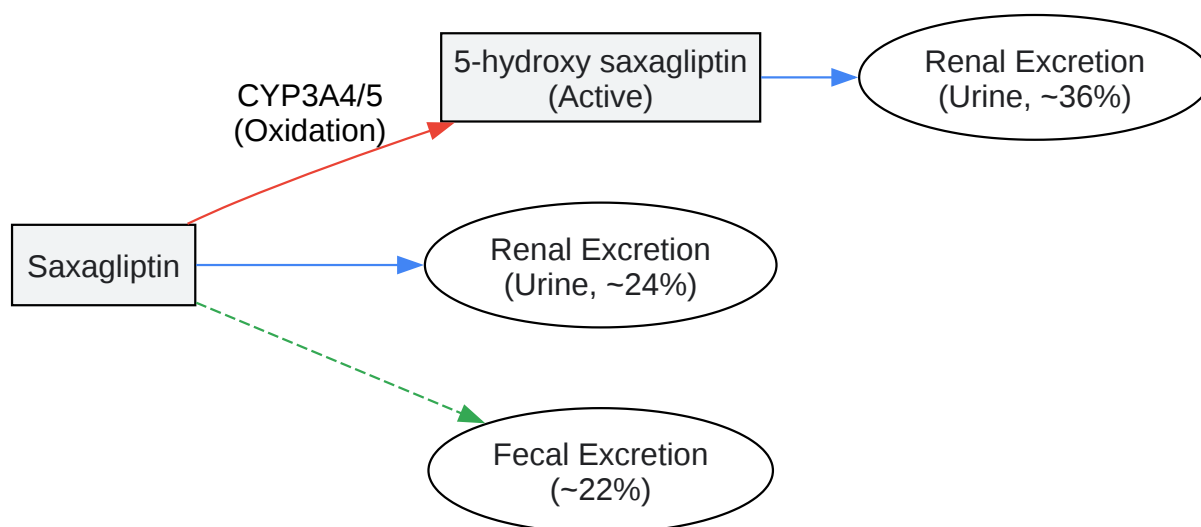 5-hydroxy saxagliptin
(Active)
Renal Excretion
(Urine, ~36%)
CYP3A4/5
(Oxidation)
Saxagliptin
Renal Excretion
(Urine, ~24%)
Fecal Excretion
(~22%)